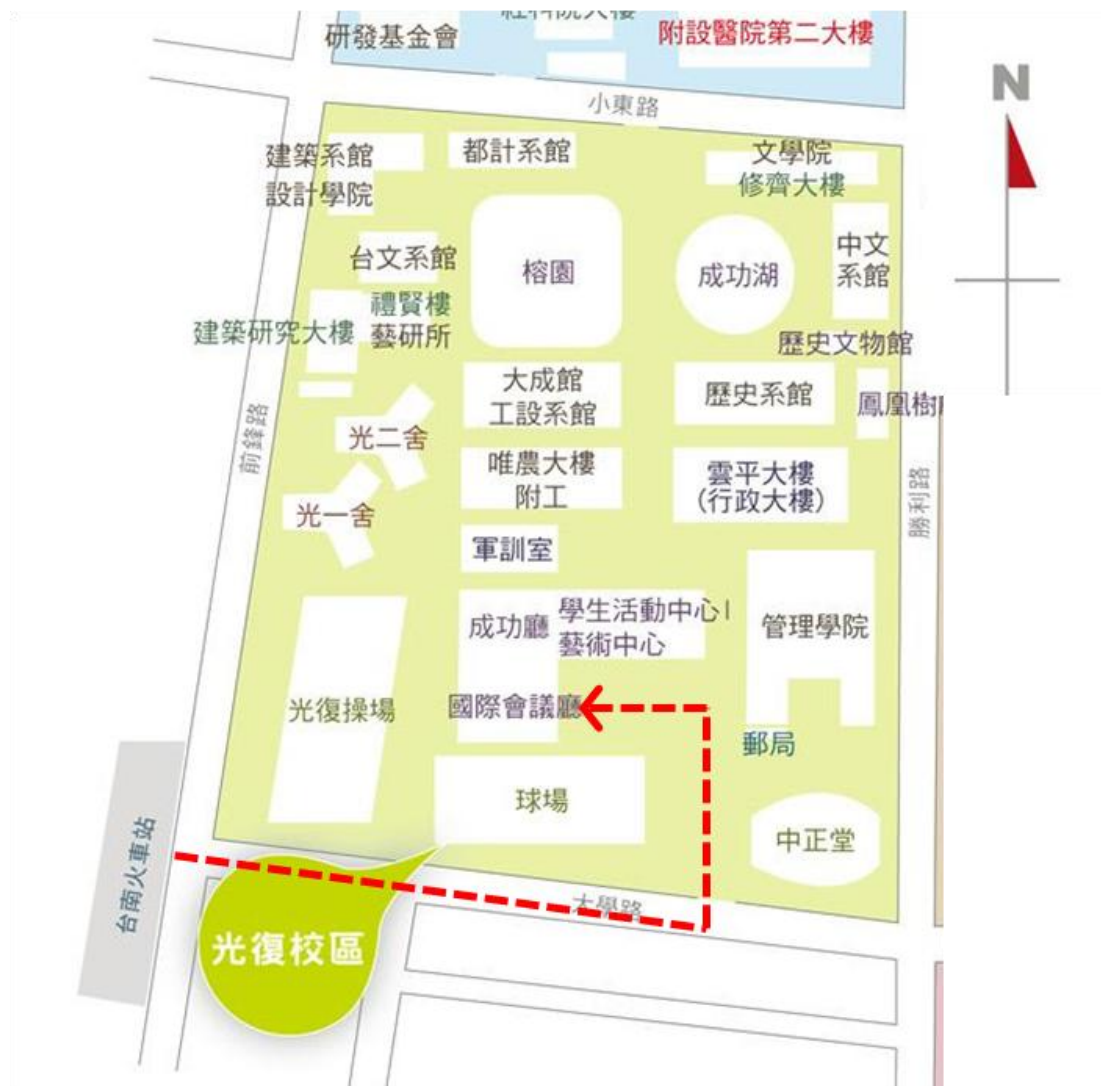 研發基金會
社科院大樓
附設醫院第二大樓
小東路
N
建築系館
設計學院
都計系館
文學院
修齊大樓
台文系館
榕園
成功湖
中文
系館
禮賢樓
藝研所
建築研究大樓
歷史文物館
大成館
工設系館
歷史系館
鳳凰樹
光二舍
前鋒路
唯農大樓
附工
雲平大樓
(行政大樓)
勝利路
光一舍
軍訓室
成功廳
學生活動中心I
藝術中心
管理學院
光復操場
國際會議廳
郵局
球場
中正堂
台南火車站
大學路
光復校區